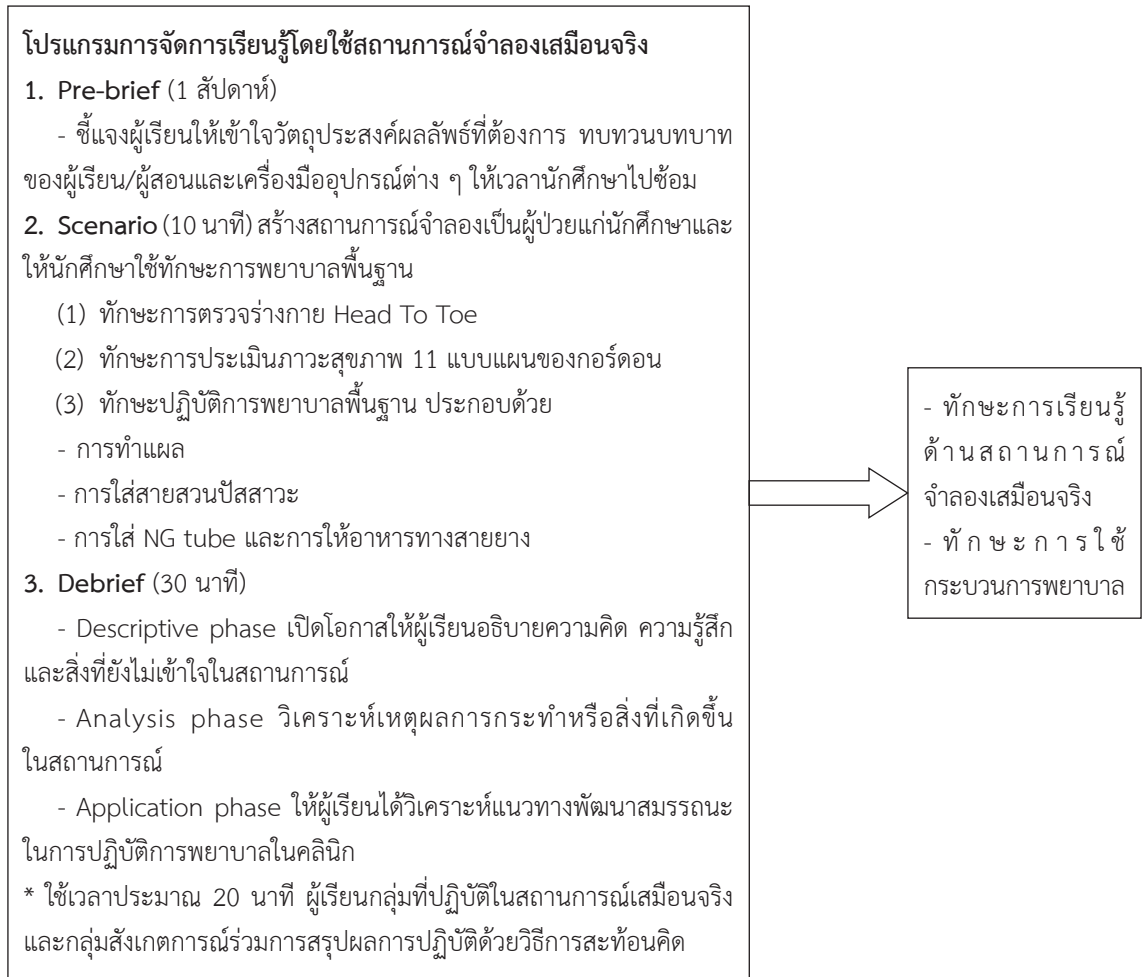 โปรแกรมการจัดการเรียนรู้โดยใช้สถานการณ์จำลองเสมือนจริง
1. Pre-brief (1 สัปดาห์)
- ชี้แจงผู้เรียนให้เข้าใจวัตถุประสงค์ผลลัพธ์ที่ต้องการ ทบทวนบทบาท
ของผู้เรียน/ผู้สอนและเครื่องมืออุปกรณ์ต่าง ๆ ให้เวลานักศึกษาไปซ้อม
2. Scenario (10 นาที) สร้างสถานการณ์จำลองเป็นผู้ป่วยแก่นักศึกษาและ
ให้นักศึกษาใช้ทักษะการพยาบาลพื้นฐาน
(1) ทักษะการตรวจร่างกาย Head To Toe
(2) ทักษะการประเมินภาวะสุขภาพ 11 แบบแผนของกอร์ดอน
(3) ทักษะปฏิบัติการพยาบาลพื้นฐาน ประกอบด้วย
- การทำแผล
- การใส่สายสวนปัสสาวะ
- การใส่ NG tube และการให้อาหารทางสายยาง
3. Debrief (30 นาที)
- Descriptive phase เปิดโอกาสให้ผู้เรียนอธิบายความคิด ความรู้สึก
และสิ่งที่ยังไม่เข้าใจในสถานการณ์
- Analysis phase วิเคราะห์เหตุผลการกระทำหรือสิ่งที่เกิดขึ้น
ในสถานการณ์
- Application phase ให้ผู้เรียนได้วิเคราะห์แนวทางพัฒนาสมรรถนะ
ในการปฏิบัติการพยาบาลในคลินิก
* ใช้เวลาประมาณ 20 นาที ผู้เรียนกลุ่มที่ปฏิบัติในสถานการณ์เสมือนจริง
และกลุ่มสังเกตการณ์ร่วมการสรุปผลการปฏิบัติด้วยวิธีการสะท้อนคิด
- ทักษะการเรียนรู้
ด้านสถานการณ์
จำลองเสมือนจริง
- ทักษะการใช้
กระบวนการพยาบาล